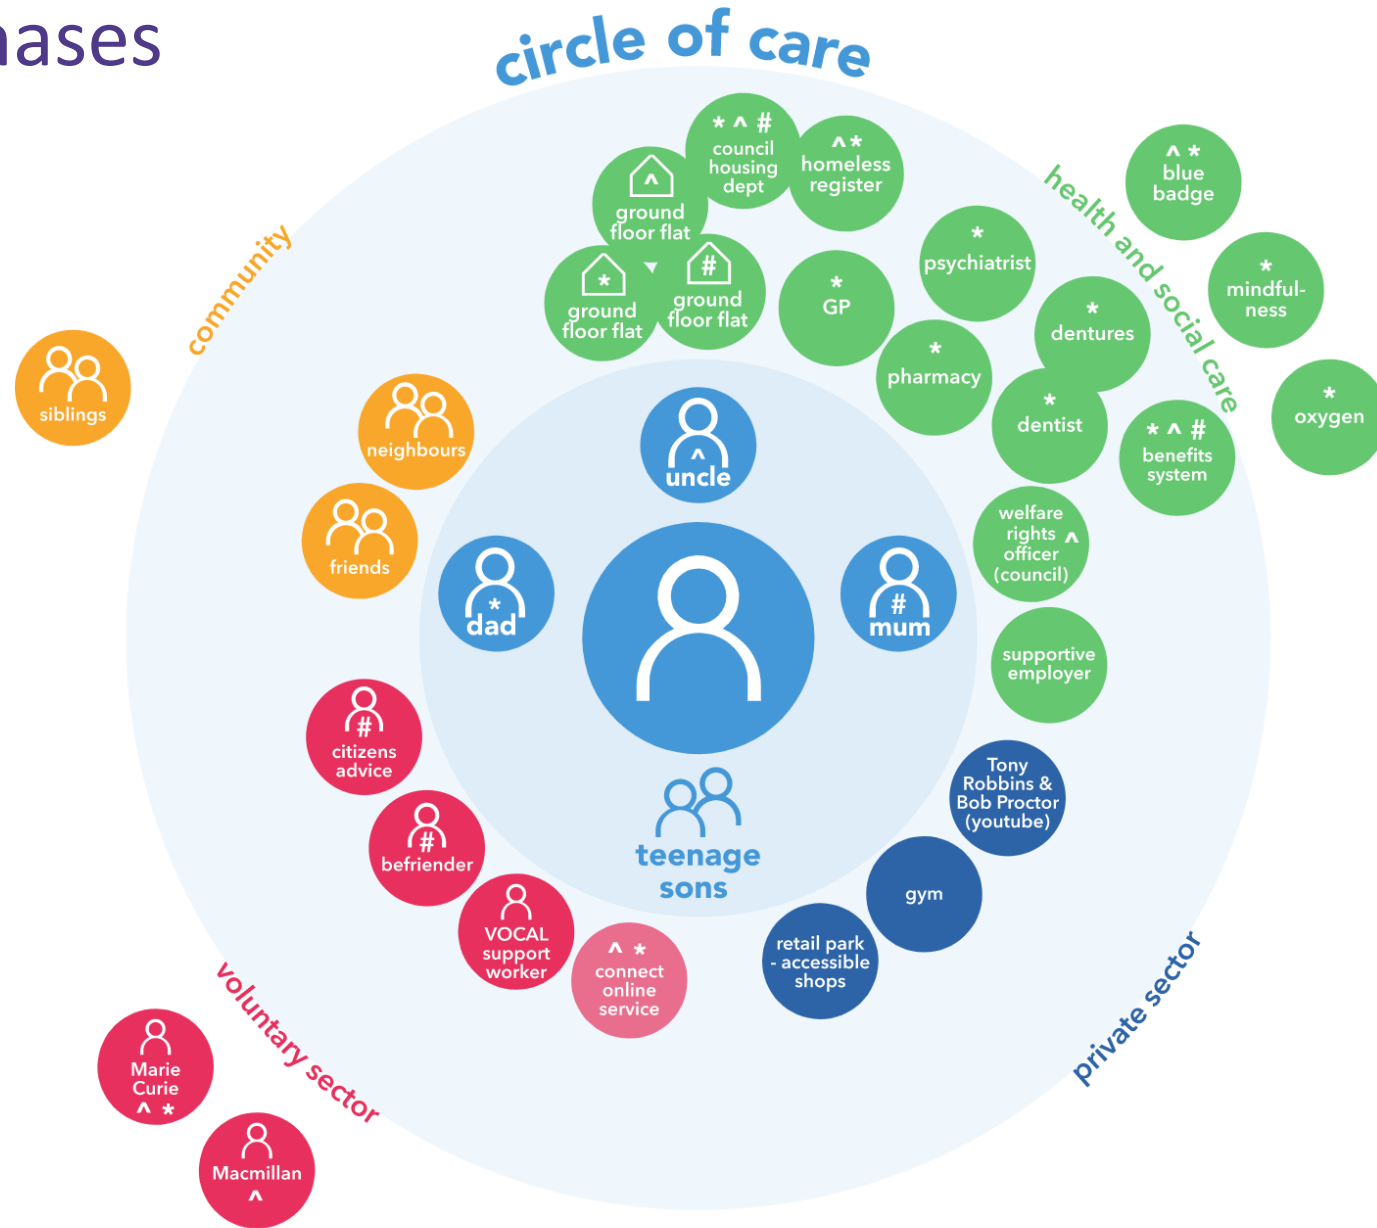 hases
circle of care
* ^ #
council
housing
dept
^ *
homeless
register
^
ground
floor flat
*
ground
floor flat
#
ground
floor flat
*
GP
*
psychiatrist
*
pharmacy
*
dentures
*
dentist
* ^ #
benefits
system
health and social care
^ *
blue
badge
*
mindful-
ness
*
oxygen
welfare
rights ^
officer
(council)
supportive
employer
community
siblings
neighbours
friends
^
uncle
*
dad
#
mum
teenage
sons
#
citizens
advice
#
befriender
VOCAL
support
worker
^ *
connect
online
service
voluntary sector
Marie
Curie
^ *
Macmillan
^
Tony
Robbins &
Bob Proctor
(youtube)
gym
retail park
- accessible
shops
private sector